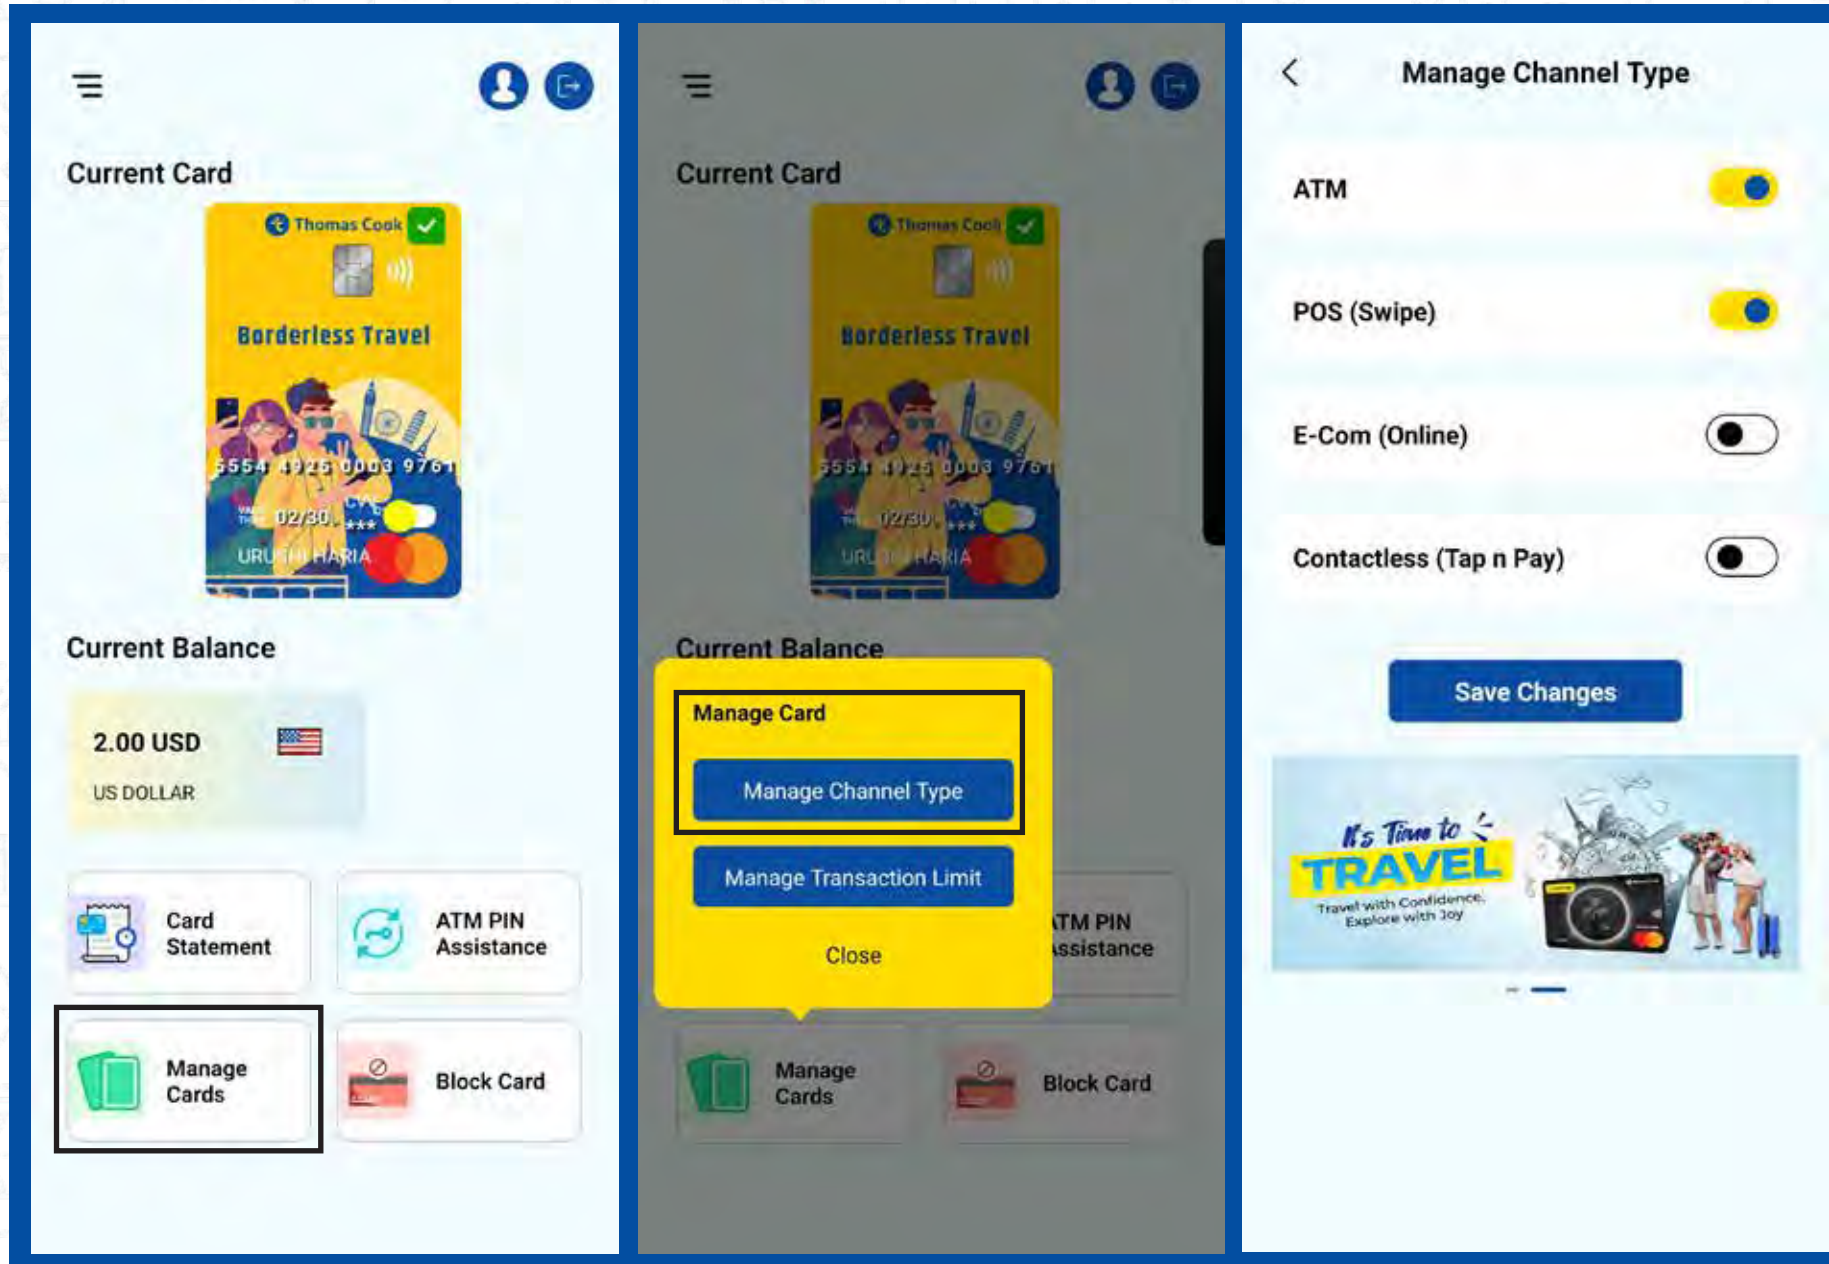 Current Card
Thomas Cook
Borderless Travel
5554 4925 0003 9761
02/30
***
URUSHI HARIA
Current Balance
2.00 USD
US DOLLAR
Card
Statement
ATM PIN
Assistance
Manage
Cards
Block Card
Current Card
Thomas Cook
Borderless Travel
5554 4925 0003 9761
02/30
***
URUSHI HARIA
Current Balance
Manage Card
Manage Channel Type
Manage Transaction Limit
Close
ATM PIN
Assistance
Manage
Cards
Block Card
Manage Channel Type
ATM
POS (Swipe)
E-Com (Online)
Contactless (Tap n Pay)
Save Changes
It's Time to
TRAVEL
Travel with Confidence,
Explore with Joy